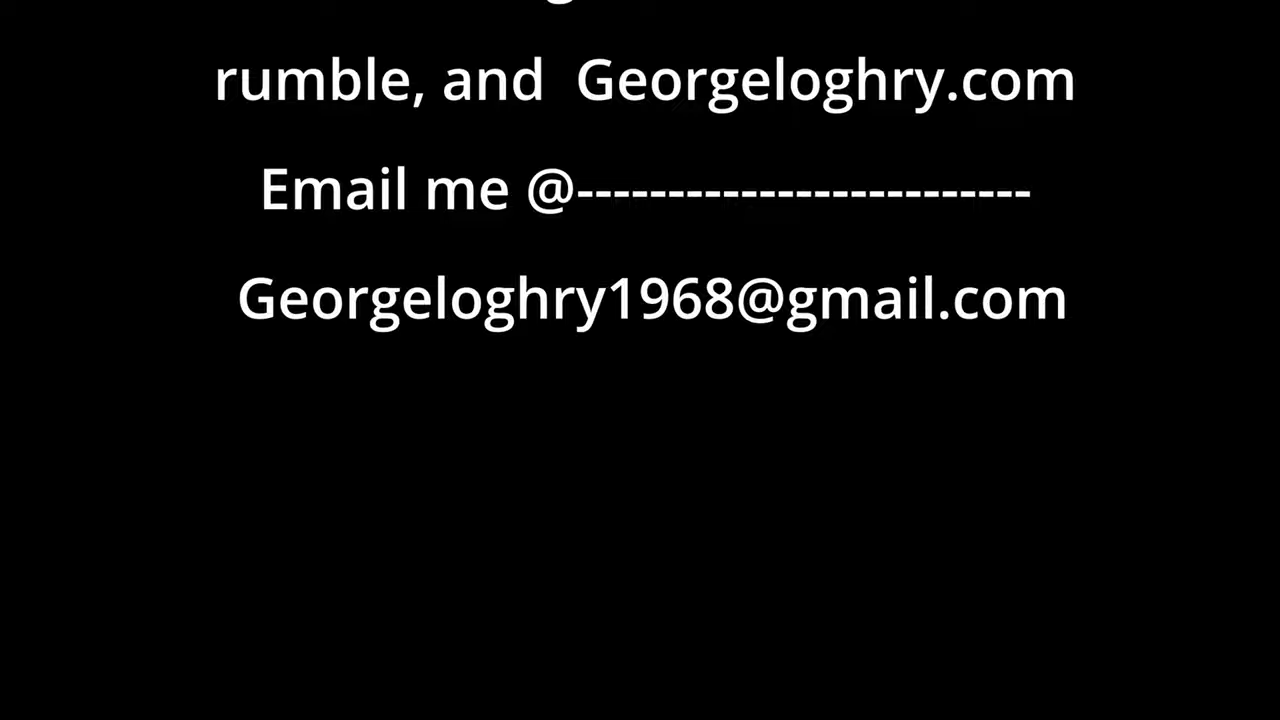 rumble, and  Georgeloghry.com
Email me @-------------------------
Georgeloghry1968@gmail.com